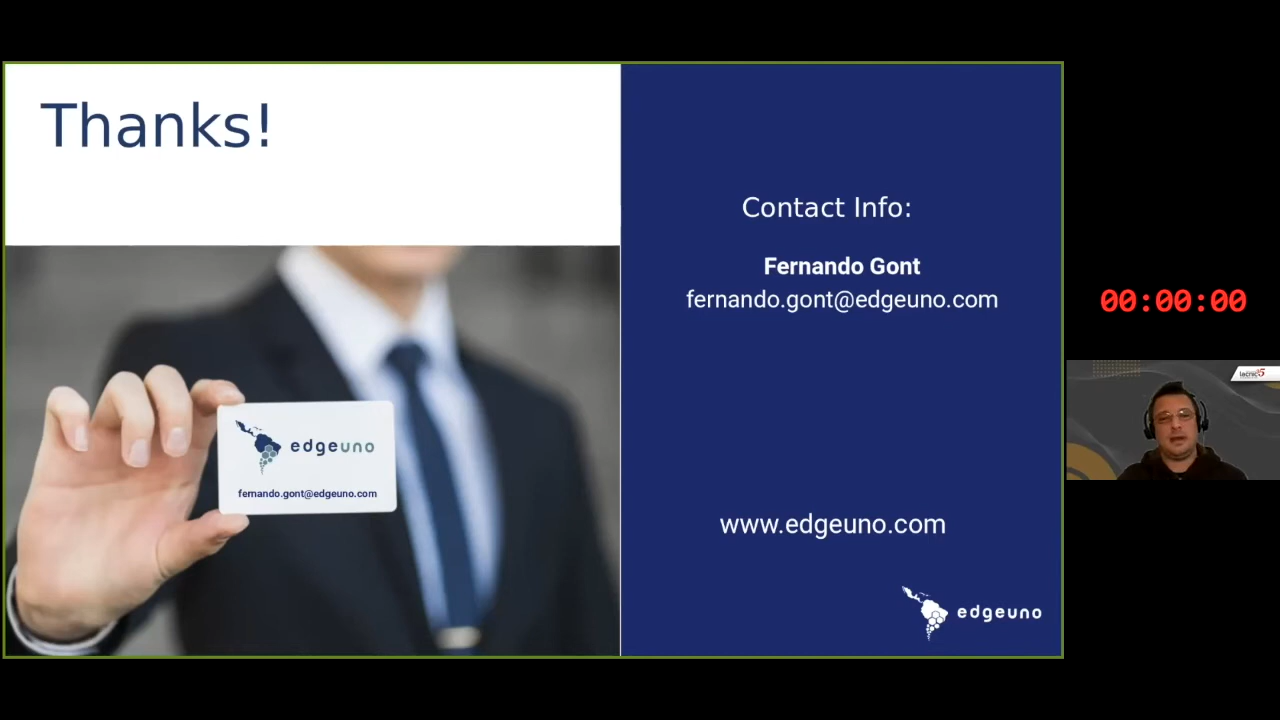 Thanks!
edgeuno
fernando.gont@edgeuno.com
Contact Info:
Fernando Gont
fernando.gont@edgeuno.com
www.edgeuno.com
edgeuno
00:00:00
lacnic